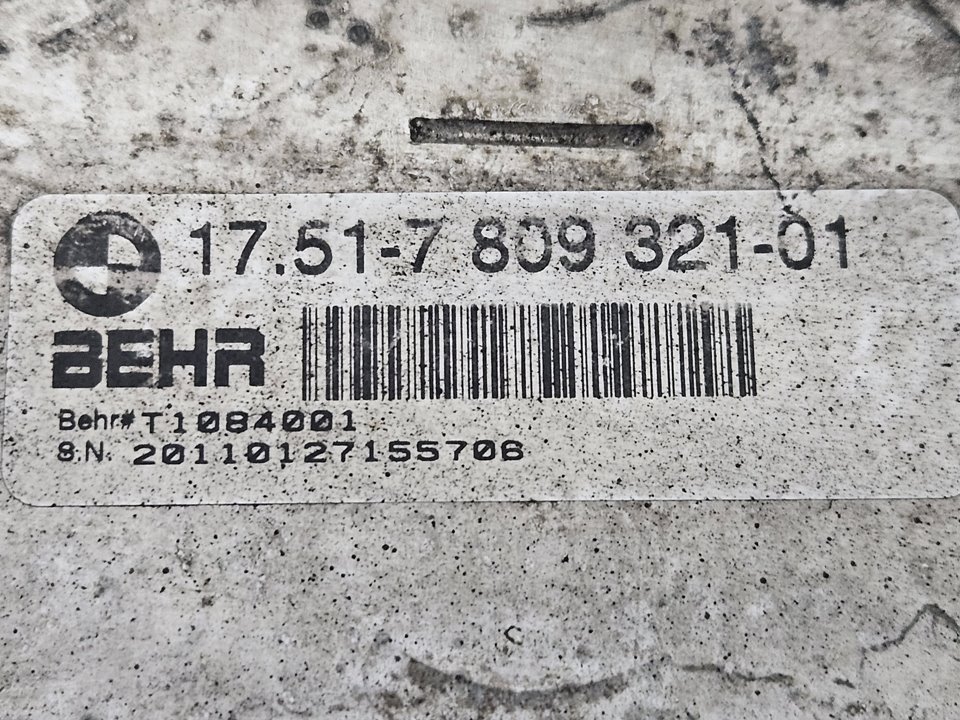 17.51-7 809 321-01
BEHR
Behr# T1084001
S.N. 20110127155706